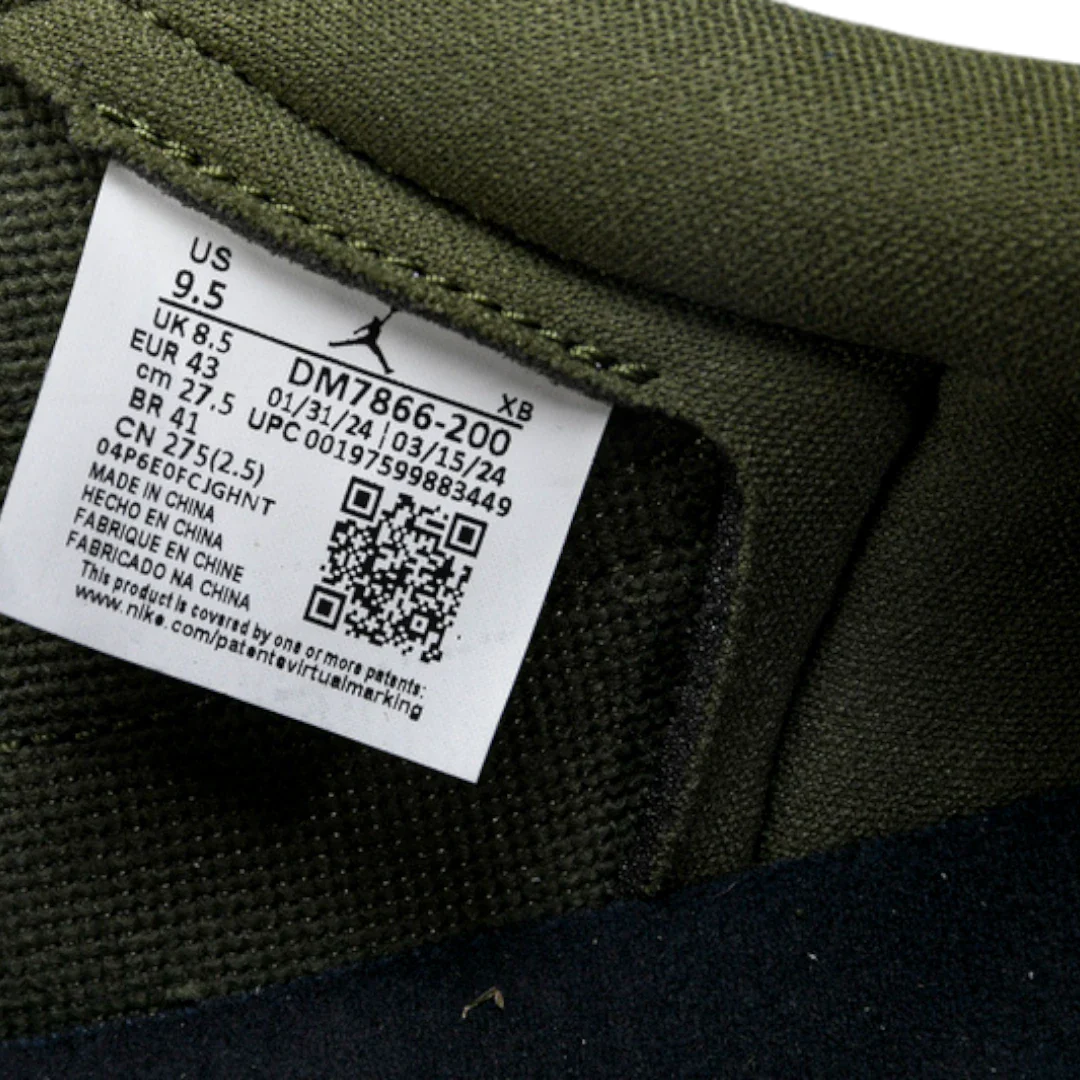 US
9.5
UK 8.5
EUR 43
cm 27.5
BR 41
CN 275(2.5)
04P6E0FCJGHNT
XB
DM7866-200
01/31/24 | 03/15/24
UPC 00197599883449
MADE IN CHINA
HECHO EN CHINA
FABRIQUE EN CHINE
FABRICADO NA CHINA
This product is covered by one or more patents:
www.nike.com/patentsvirtualmarking